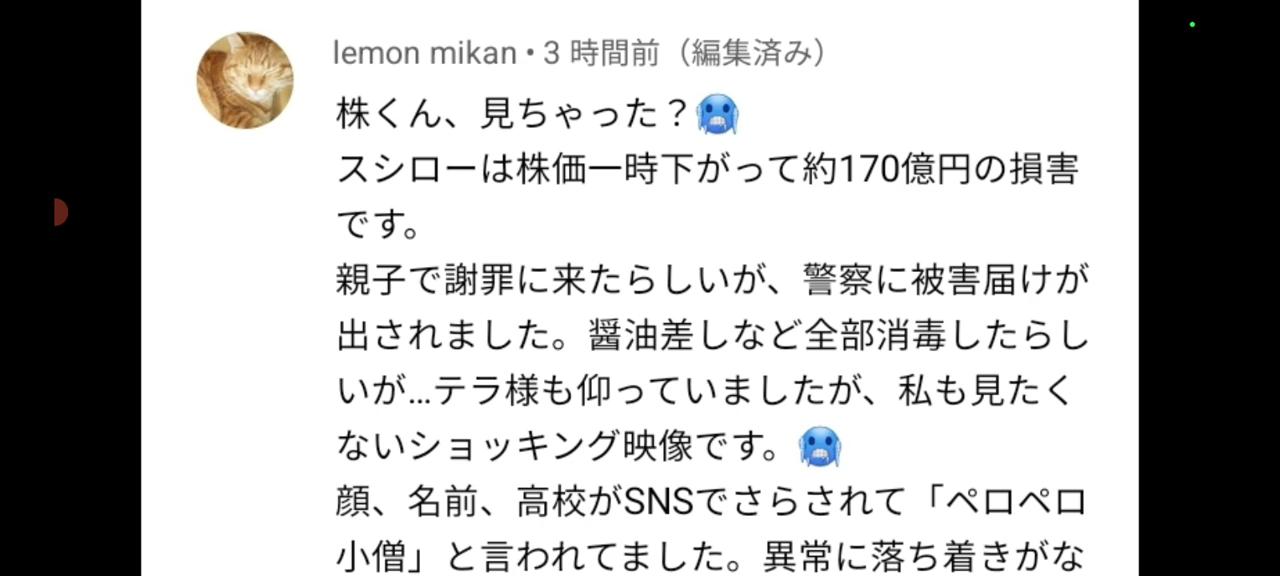 lemon mikan • 3 時間前（編集済み）
株くん、見ちゃった？🥶
スシローは株価一時下がって約170億円の損害
です。
親子で謝罪に来たらしいが、警察に被害届けが
出されました。醤油差しなど全部消毒したらし
いが...テラ様も仰っていましたが、私も見たく
ないショッキング映像です。🥶
顔、名前、高校がSNSでさらされて「ペロペロ
小僧」と言われてました。異常に落ち着きがな